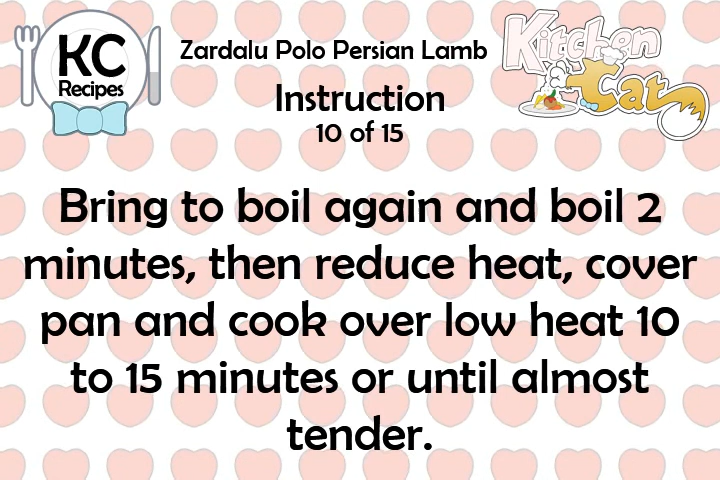 KC
Recipes
Zardalu Polo Persian Lamb
Kitchen
Cat
Instruction
10 of 15
Bring to boil again and boil 2
minutes, then reduce heat, cover
pan and cook over low heat 10
to 15 minutes or until almost
tender.